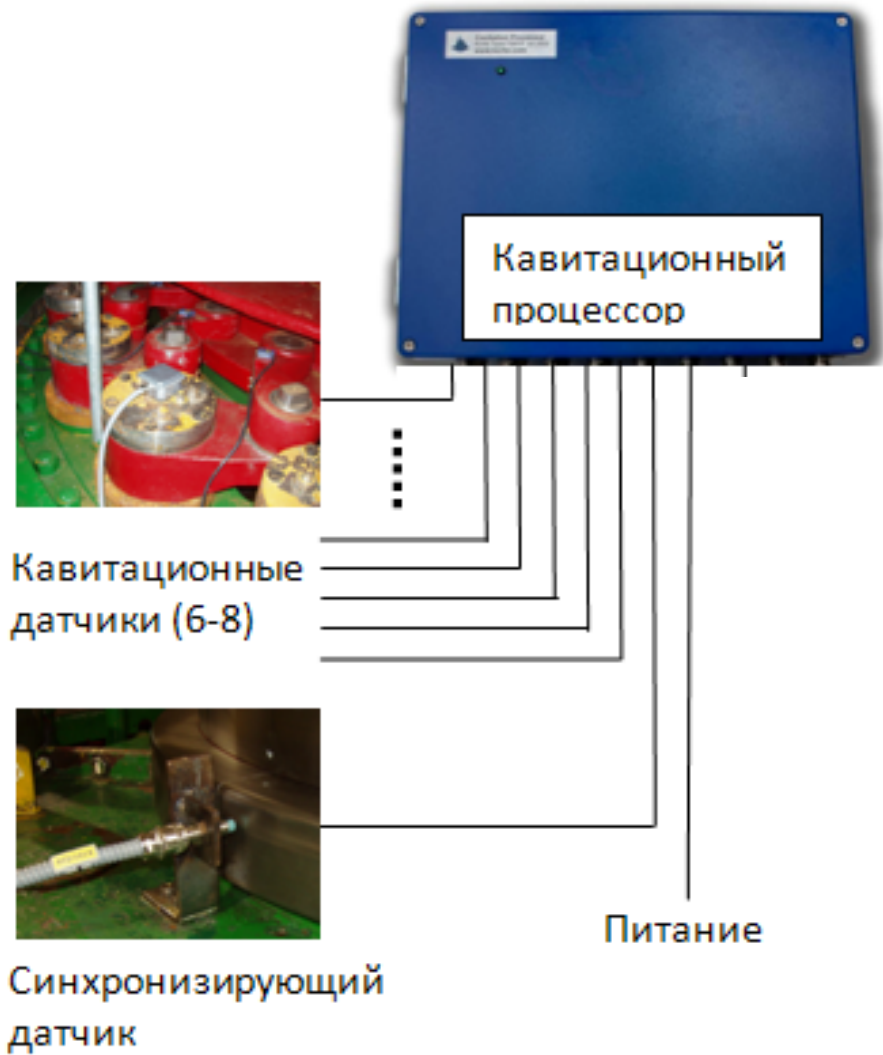 Кавитационный
процессор
Кавитационные
датчики (6-8)
Питание
Синхронизирующий
датчик